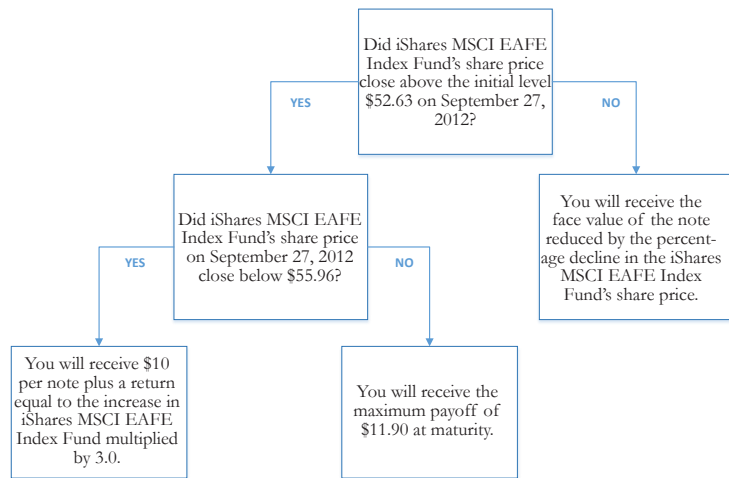 Did iShares MSCI EAFE
Index Fund's share price
close above the initial level
$52.63 on September 27,
2012?
YES
NO
Did iShares MSCI EAFE
Index Fund's share price
on September 27, 2012
close below $55.96?
You will receive the
face value of the note
reduced by the percent-
age decline in the iShares
MSCI EAFE Index
Fund's share price.
YES
NO
You will receive $10
per note plus a return
equal to the increase in
iShares MSCI EAFE
Index Fund multiplied
by 3.0.
You will receive the
maximum payoff of
$11.90 at maturity.